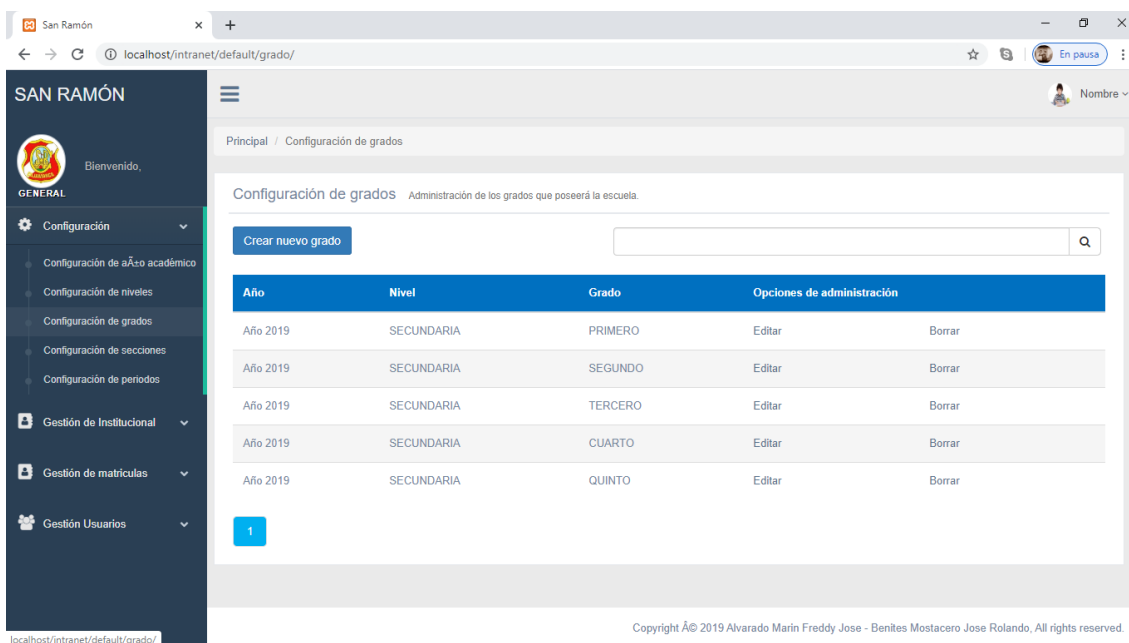 San Ramón
localhost/intranet/default/grado/
En pausa
SAN RAMÓN
Nombre
Principal / Configuración de grados
Bienvenido,
GENERAL
Configuración de grados Administración de los grados que poseerá la escuela.
Configuración
Crear nuevo grado
Configuración de aÃ±o académico
Configuración de niveles
Configuración de grados
Configuración de secciones
Configuración de periodos
Gestión de Institucional
Gestión de matriculas
Gestión Usuarios
Año Nivel Grado Opciones de administración
Año 2019 SECUNDARIA PRIMERO Editar Borrar
Año 2019 SECUNDARIA SEGUNDO Editar Borrar
Año 2019 SECUNDARIA TERCERO Editar Borrar
Año 2019 SECUNDARIA CUARTO Editar Borrar
Año 2019 SECUNDARIA QUINTO Editar Borrar
1
Copyright Â© 2019 Alvarado Marin Freddy Jose - Benites Mostacero Jose Rolando, All rights reserved.
localhost/intranet/default/grado/